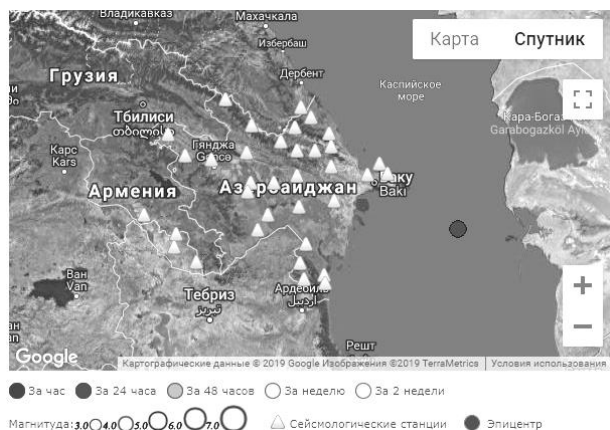 Владикавказ
Махачкала
Избербаш
Карта Спутник
Дербент
Грузия
Каспийское
море
Тбилиси
თბილისი
Кара-Богаз
Garabogazköl Aýl
Гянджа
Gəncə
Карс
Kars
Армения Азербайджан
Баку
Bakı
Ван
Van
Тебриз
تبریز
Ардебиль
اردبیل
Решт
Google
Картографические данные © 2019 Google Изображения ©2019 TerraMetrics Условия использования
За час За 24 часа За 48 часов За неделю За 2 недели
Магнитуда: 3.0 4.0 5.0 6.0 7.0 Сейсмологические станции Эпицентр